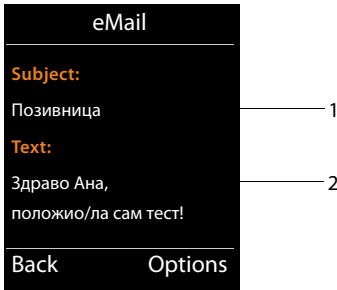 eMail
Subject:
Позивница
1
Text:
Здраво Ана,
2
положио/ла сам тест!
Back Options